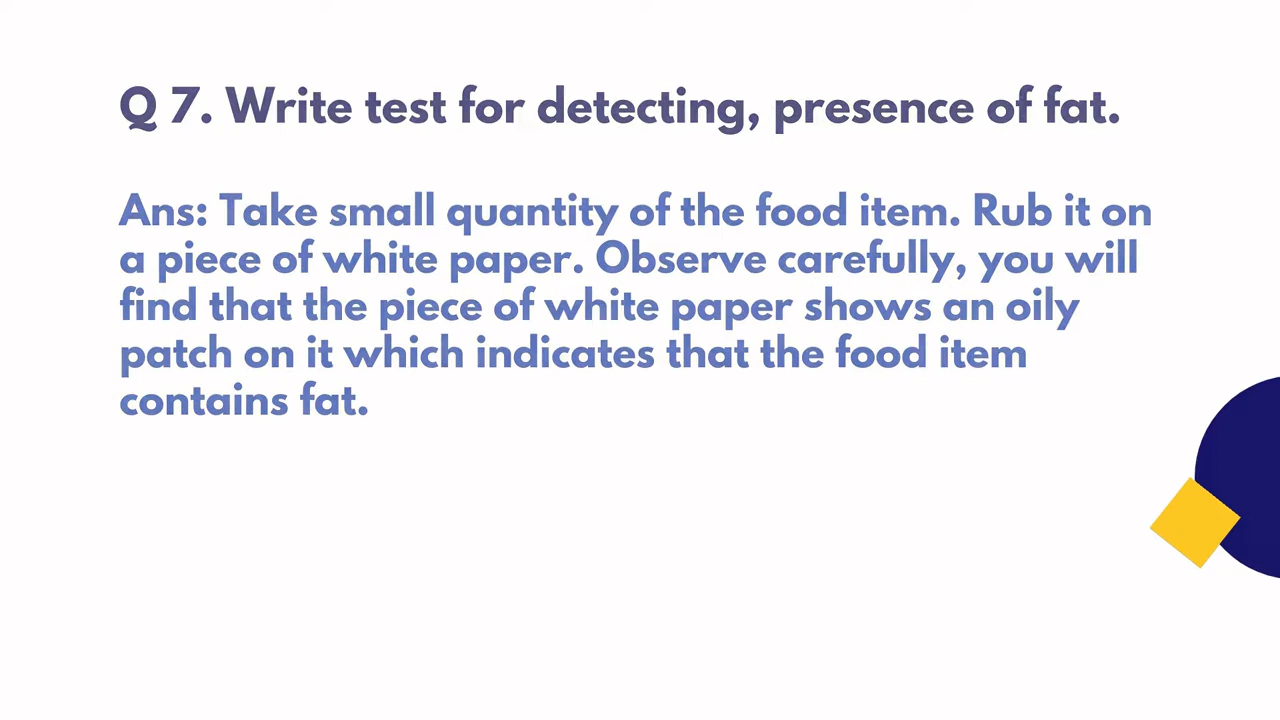 Q 7. Write test for detecting, presence of fat.
Ans: Take small quantity of the food item. Rub it on
a piece of white paper. Observe carefully, you will
find that the piece of white paper shows an oily
patch on it which indicates that the food item
contains fat.